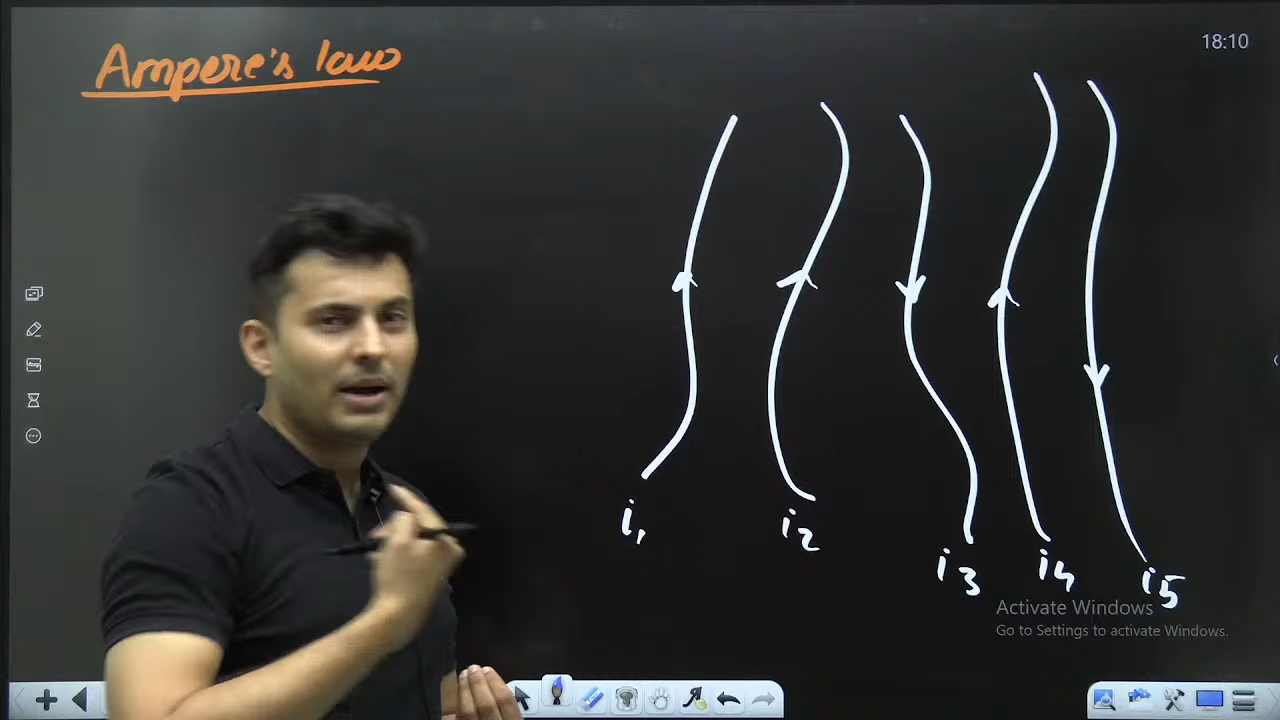 Ampere's law
18:10
i1
i2
i3
i4
i5
Activate Windows
Go to Settings to activate Windows.